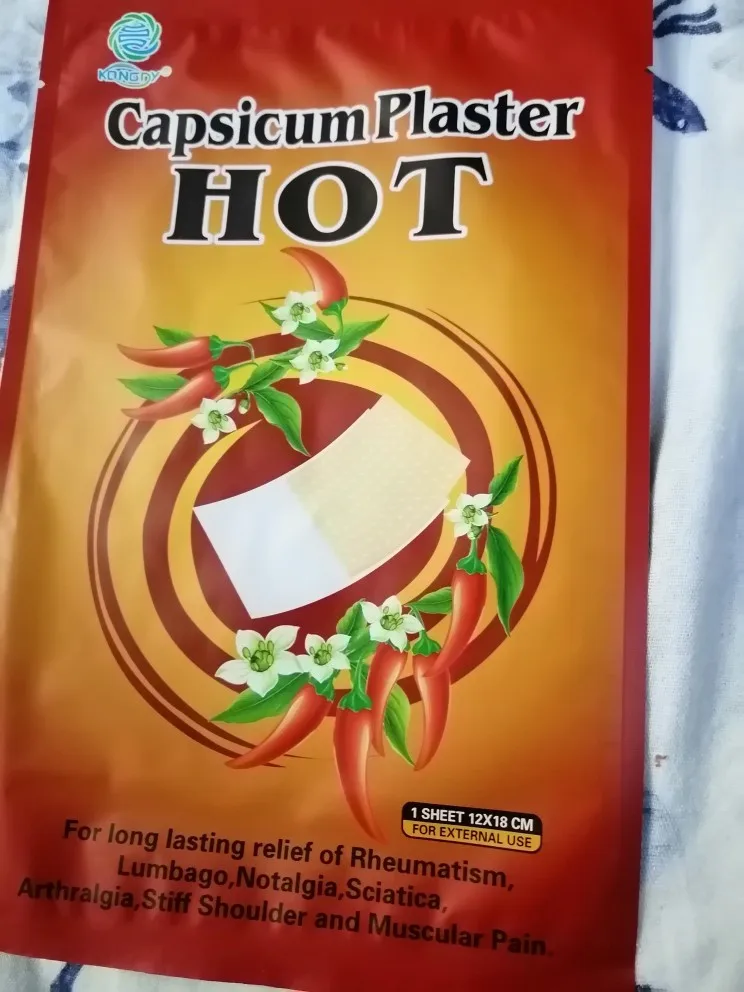 KONGDY
Capsicum Plaster
HOT
1 SHEET 12X18 CM
FOR EXTERNAL USE
For long lasting relief of Rheumatism,
Lumbago,Notalgia,Sciatica,
Arthralgia,Stiff Shoulder and Muscular Pain.